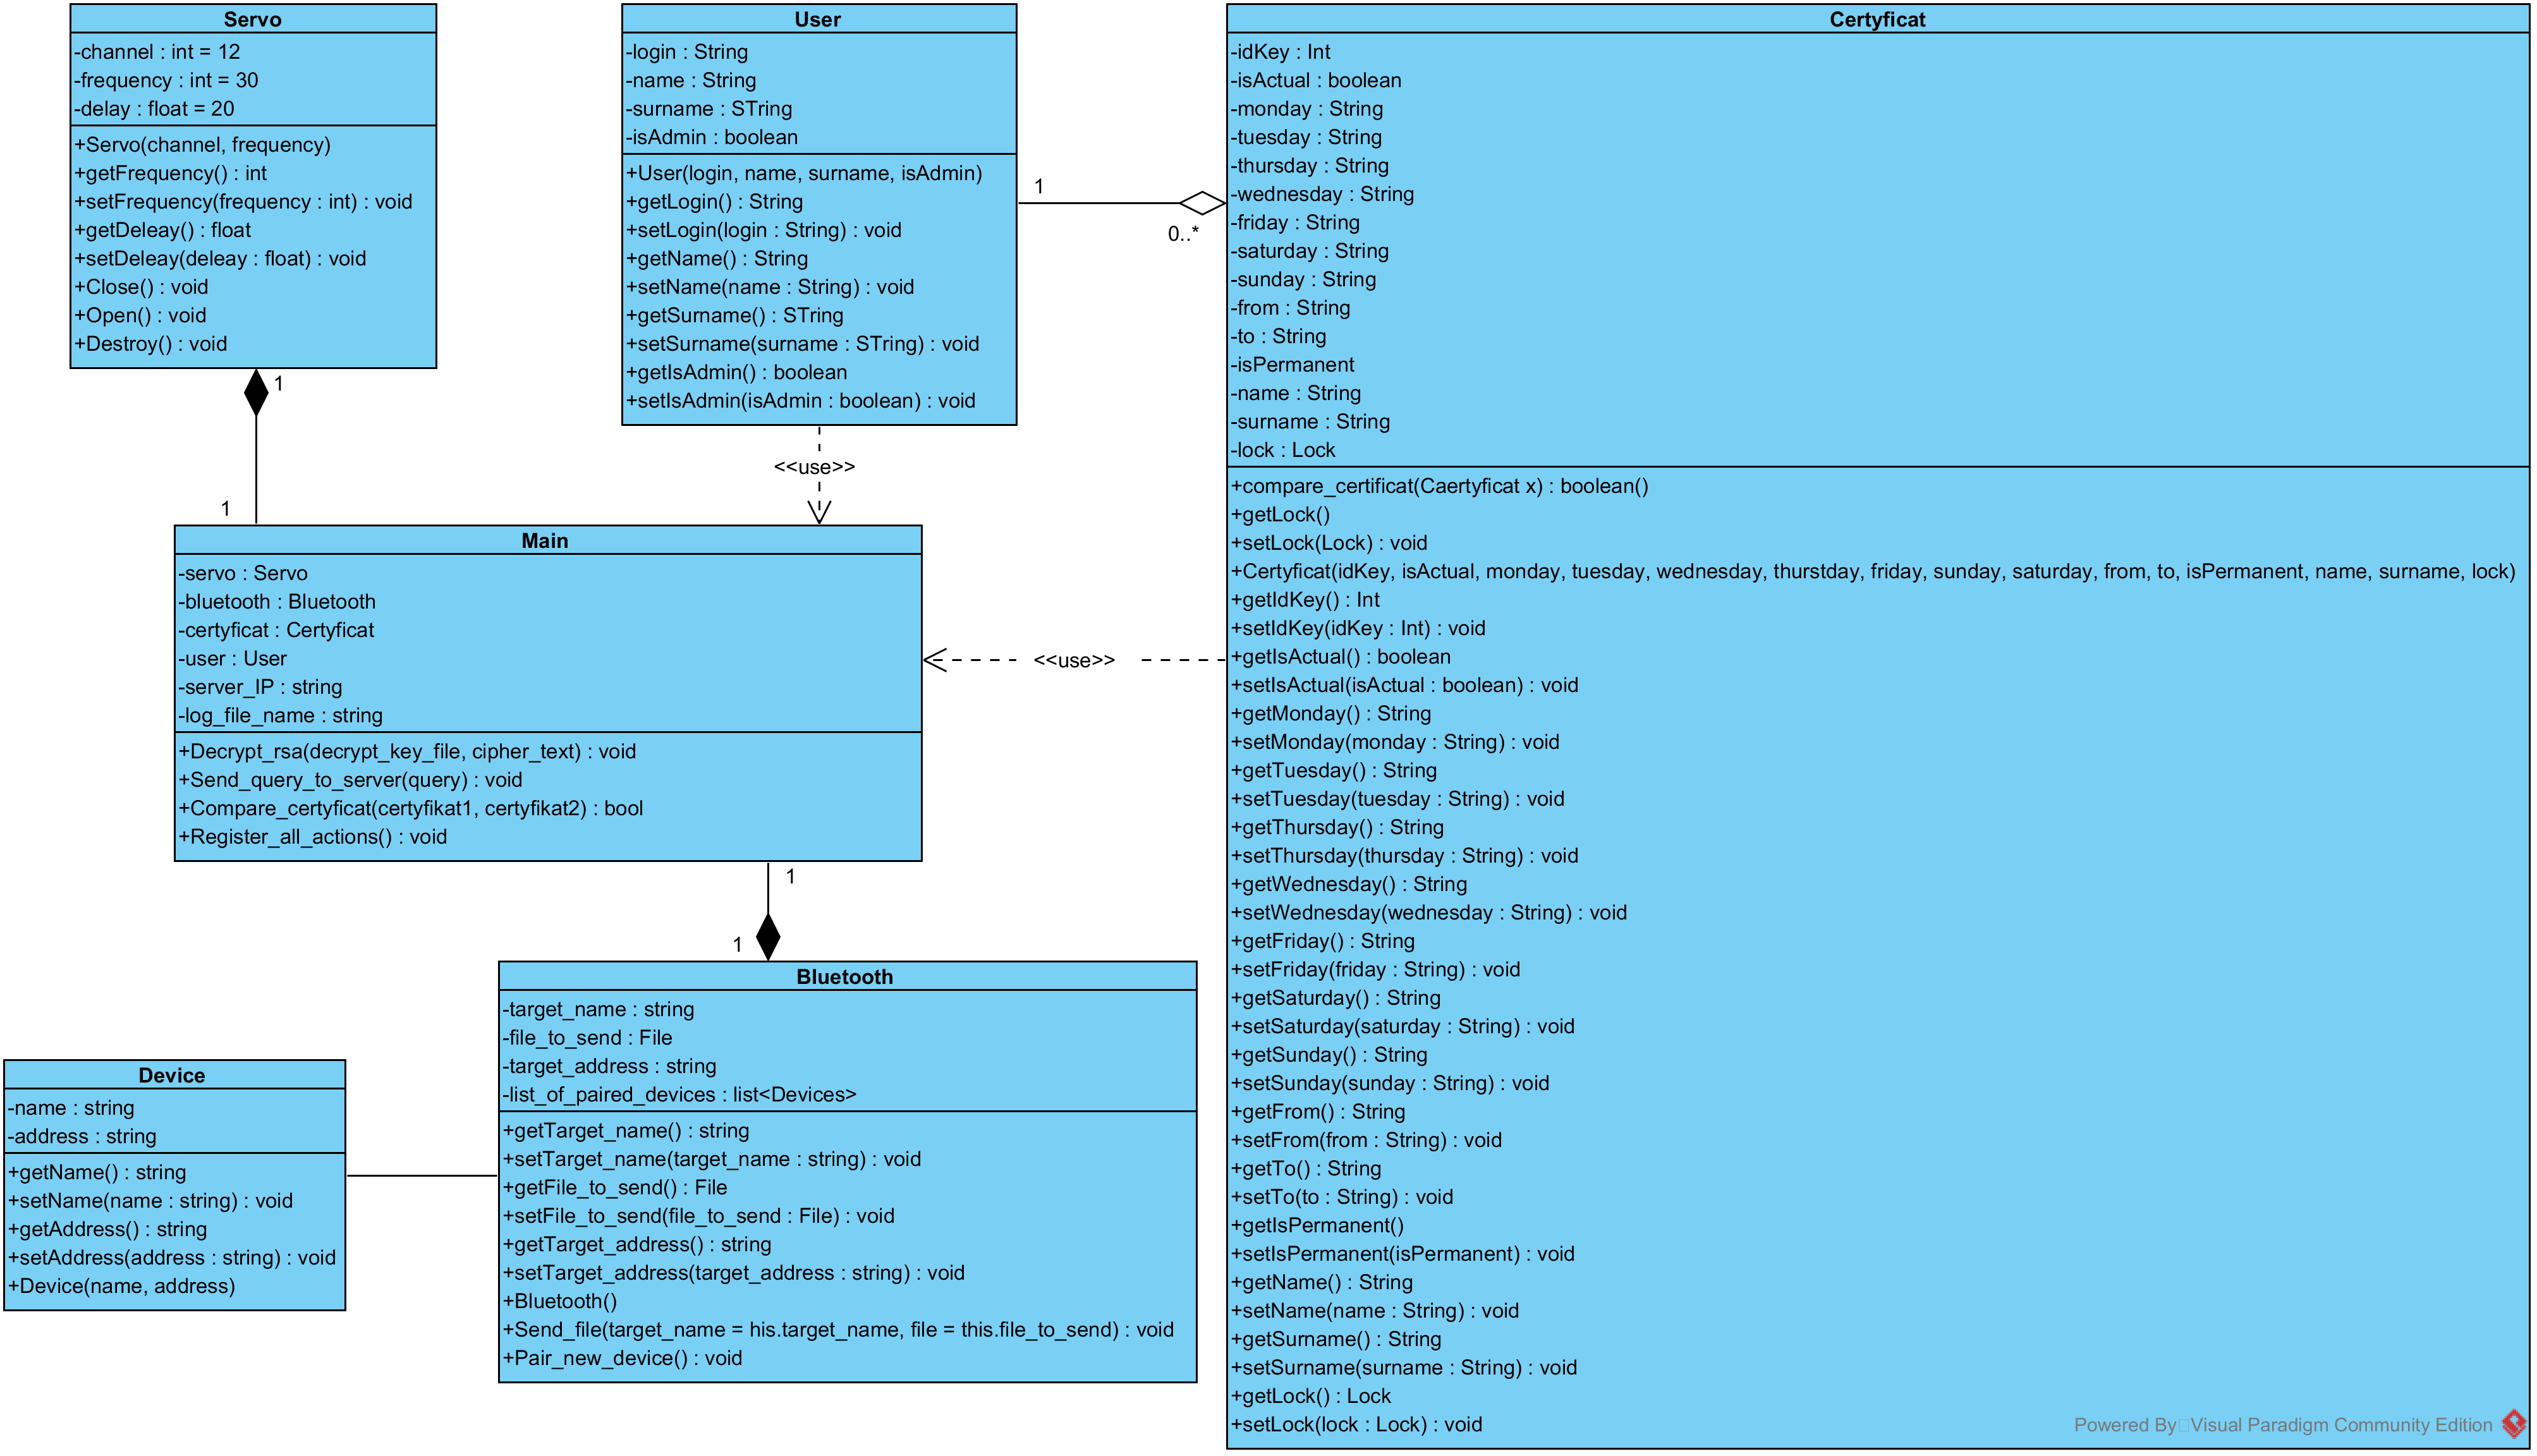 Servo
-channel : int = 12
-frequency : int = 30
-delay : float = 20
+Servo(channel, frequency)
+getFrequency() : int
+setFrequency(frequency : int) : void
+getDeleay() : float
+setDeleay(deleay : float) : void
+Close() : void
+Open() : void
+Destroy() : void
1
1
User
-login : String
-name : String
-surname : STring
-isAdmin : boolean
+User(login, name, surname, isAdmin)
+getLogin() : String
+setLogin(login : String) : void
+getName() : String
+setName(name : String) : void
+getSurname() : STring
+setSurname(surname : STring) : void
+getIsAdmin() : boolean
+setIsAdmin(isAdmin : boolean) : void
1
0..*
<<use>>
Certyficat
-idKey : Int
-isActual : boolean
-monday : String
-tuesday : String
-thursday : String
-wednesday : String
-friday : String
-saturday : String
-sunday : String
-from : String
-to : String
-isPermanent
-name : String
-surname : String
-lock : Lock
+compare_certificat(Caertyficat x) : boolean()
+getLock()
+setLock(Lock) : void
+Certyficat(idKey, isActual, monday, tuesday, wednesday, thurstday, friday, sunday, saturday, from, to, isPermanent, name, surname, lock)
+getIdKey() : Int
+setIdKey(idKey : Int) : void
+getIsActual() : boolean
+setIsActual(isActual : boolean) : void
+getMonday() : String
+setMonday(monday : String) : void
+getTuesday() : String
+setTuesday(tuesday : String) : void
+getThursday() : String
+setThursday(thursday : String) : void
+getWednesday() : String
+setWednesday(wednesday : String) : void
+getFriday() : String
+setFriday(friday : String) : void
+getSaturday() : String
+setSaturday(saturday : String) : void
+getSunday() : String
+setSunday(sunday : String) : void
+getFrom() : String
+setFrom(from : String) : void
+getTo() : String
+setTo(to : String) : void
+getIsPermanent()
+setIsPermanent(isPermanent) : void
+getName() : String
+setName(name : String) : void
+getSurname() : String
+setSurname(surname : String) : void
+getLock() : Lock
+setLock(lock : Lock) : void
<<use>>
Main
-servo : Servo
-bluetooth : Bluetooth
-certyficat : Certyficat
-user : User
-server_IP : string
-log_file_name : string
+Decrypt_rsa(decrypt_key_file, cipher_text) : void
+Send_query_to_server(query) : void
+Compare_certyficat(certyfikat1, certyfikat2) : bool
+Register_all_actions() : void
1
1
Bluetooth
-target_name : string
-file_to_send : File
-target_address : string
-list_of_paired_devices : list<Devices>
+getTarget_name() : string
+setTarget_name(target_name : string) : void
+getFile_to_send() : File
+setFile_to_send(file_to_send : File) : void
+getTarget_address() : string
+setTarget_address(target_address : string) : void
+Bluetooth()
+Send_file(target_name = his.target_name, file = this.file_to_send) : void
+Pair_new_device() : void
Device
-name : string
-address : string
+getName() : string
+setName(name : string) : void
+getAddress() : string
+setAddress(address : string) : void
+Device(name, address)
Powered By Visual Paradigm Community Edition